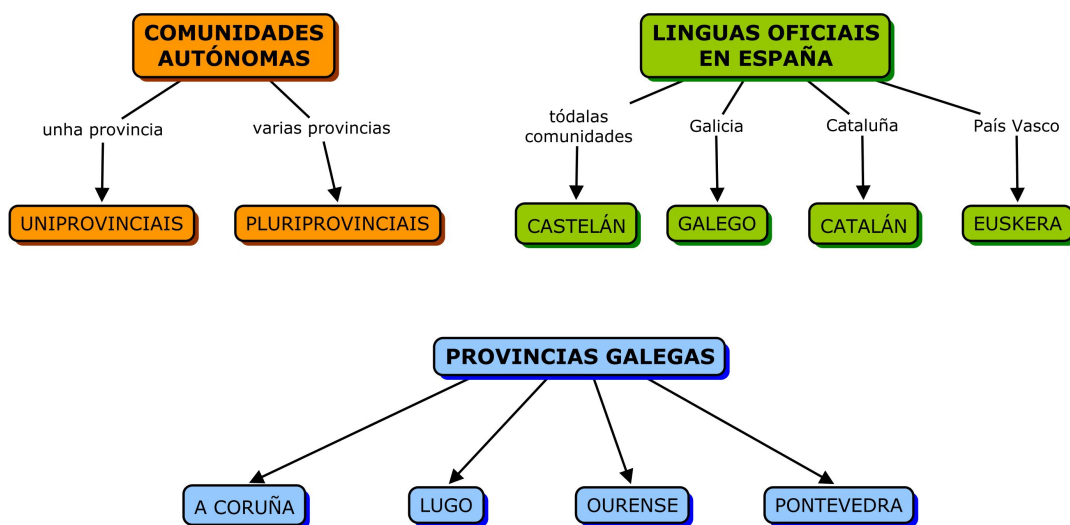 COMUNIDADES
AUTÓNOMAS
unha provincia
varias provincias
UNIPROVINCIAIS
PLURIPROVINCIAIS
LINGUAS OFICIAIS
EN ESPAÑA
tódalas
comunidades
Galicia
Cataluña
País Vasco
CASTELÁN
GALEGO
CATALÁN
EUSKERA
PROVINCIAS GALEGAS
A CORUÑA
LUGO
OURENSE
PONTEVEDRA